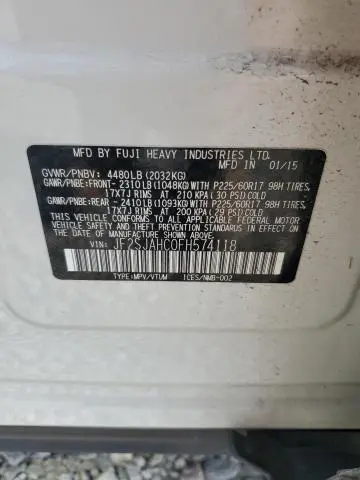 MFD BY FUJI HEAVY INDUSTRIES LTD. MFD IN 01/15
GVWR/PNBV: 4480LB(2032KG)
GAWR/PNBE:FRONT- 2310LB(1048KG)WITH P225/60R17 98H TIRES,
17X7J RIMS AT 210 KPA(30 PSI)COLD
GAWR/PNBE:REAR - 2410LB(1093KG)WITH P225/60R17 98H TIRES,
17X7J RIMS AT 200 KPA(29 PSI)COLD
THIS VEHICLE CONFORMS TO ALL APPLICABLE FEDERAL MOTOR
VEHICLE SAFETY AND BUMPER STANDARDS IN EFFECT ON THE
DATE OF MANUFACTURE SHOWN ABOVE.
VIN: JF2SJAHC0FH574118
TYPE:MPV/VTUM ICES/NMB-002